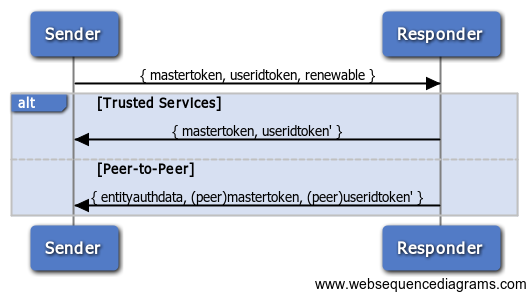 Sender Responder
{ mastertoken, useridtoken, renewable }
alt [Trusted Services]
{ mastertoken, useridtoken' }
[Peer-to-Peer]
{ entityauthdata, (peer)mastertoken, (peer)useridtoken' }
Sender Responder
www.websequencediagrams.com